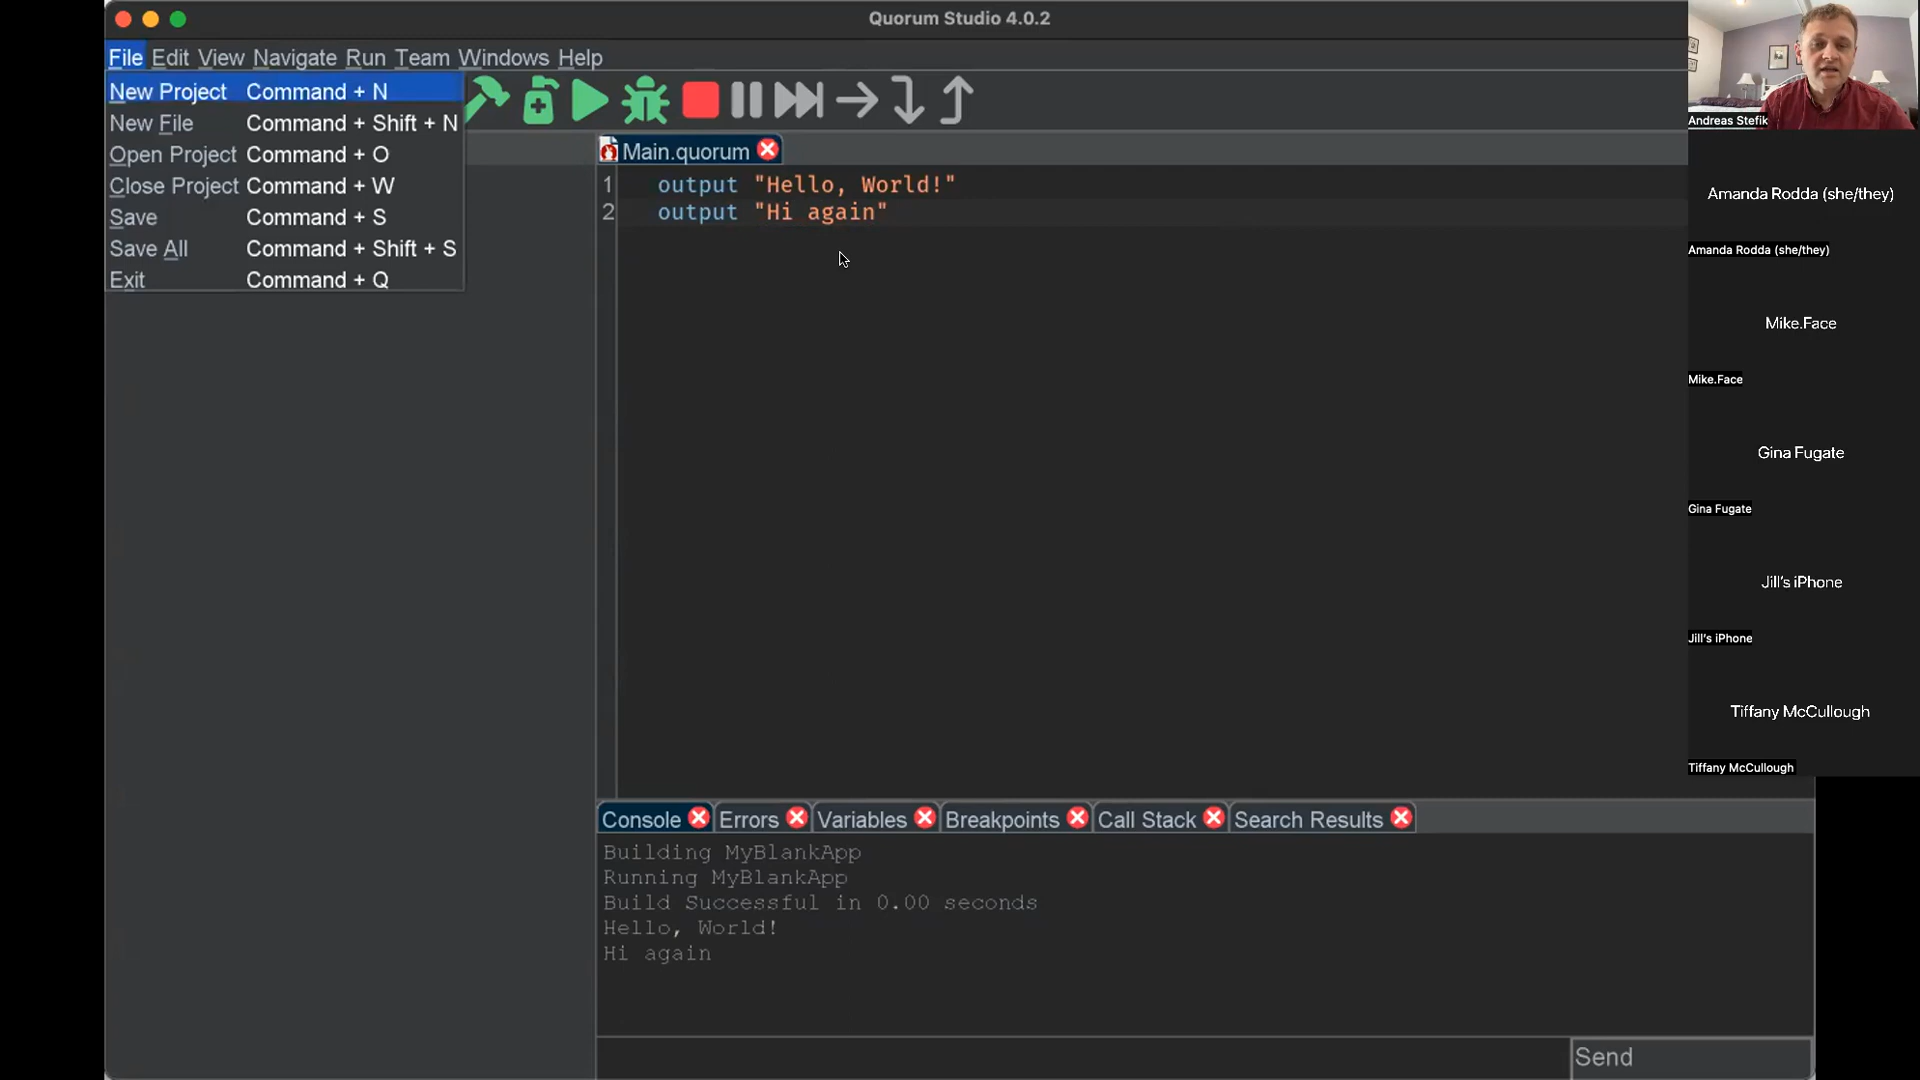 Quorum Studio 4.0.2
File Edit View Navigate Run Team Windows Help
New Project Command + N
New File Command + Shift + N
Open Project Command + O
Close Project Command + W
Save Command + S
Save All Command + Shift + S
Exit Command + Q
Main.quorum
1 output "Hello, World!"
2 output "Hi again"
Console Errors Variables Breakpoints Call Stack Search Results
Building MyBlankApp
Running MyBlankApp
Build Successful in 0.00 seconds
Hello, World!
Hi again
Send
Andreas Stefik
Amanda Rodda (she/they)
Amanda Rodda (she/they)
Mike.Face
Mike.Face
Gina Fugate
Gina Fugate
Jill's iPhone
Jill's iPhone
Tiffany McCullough
Tiffany McCullough